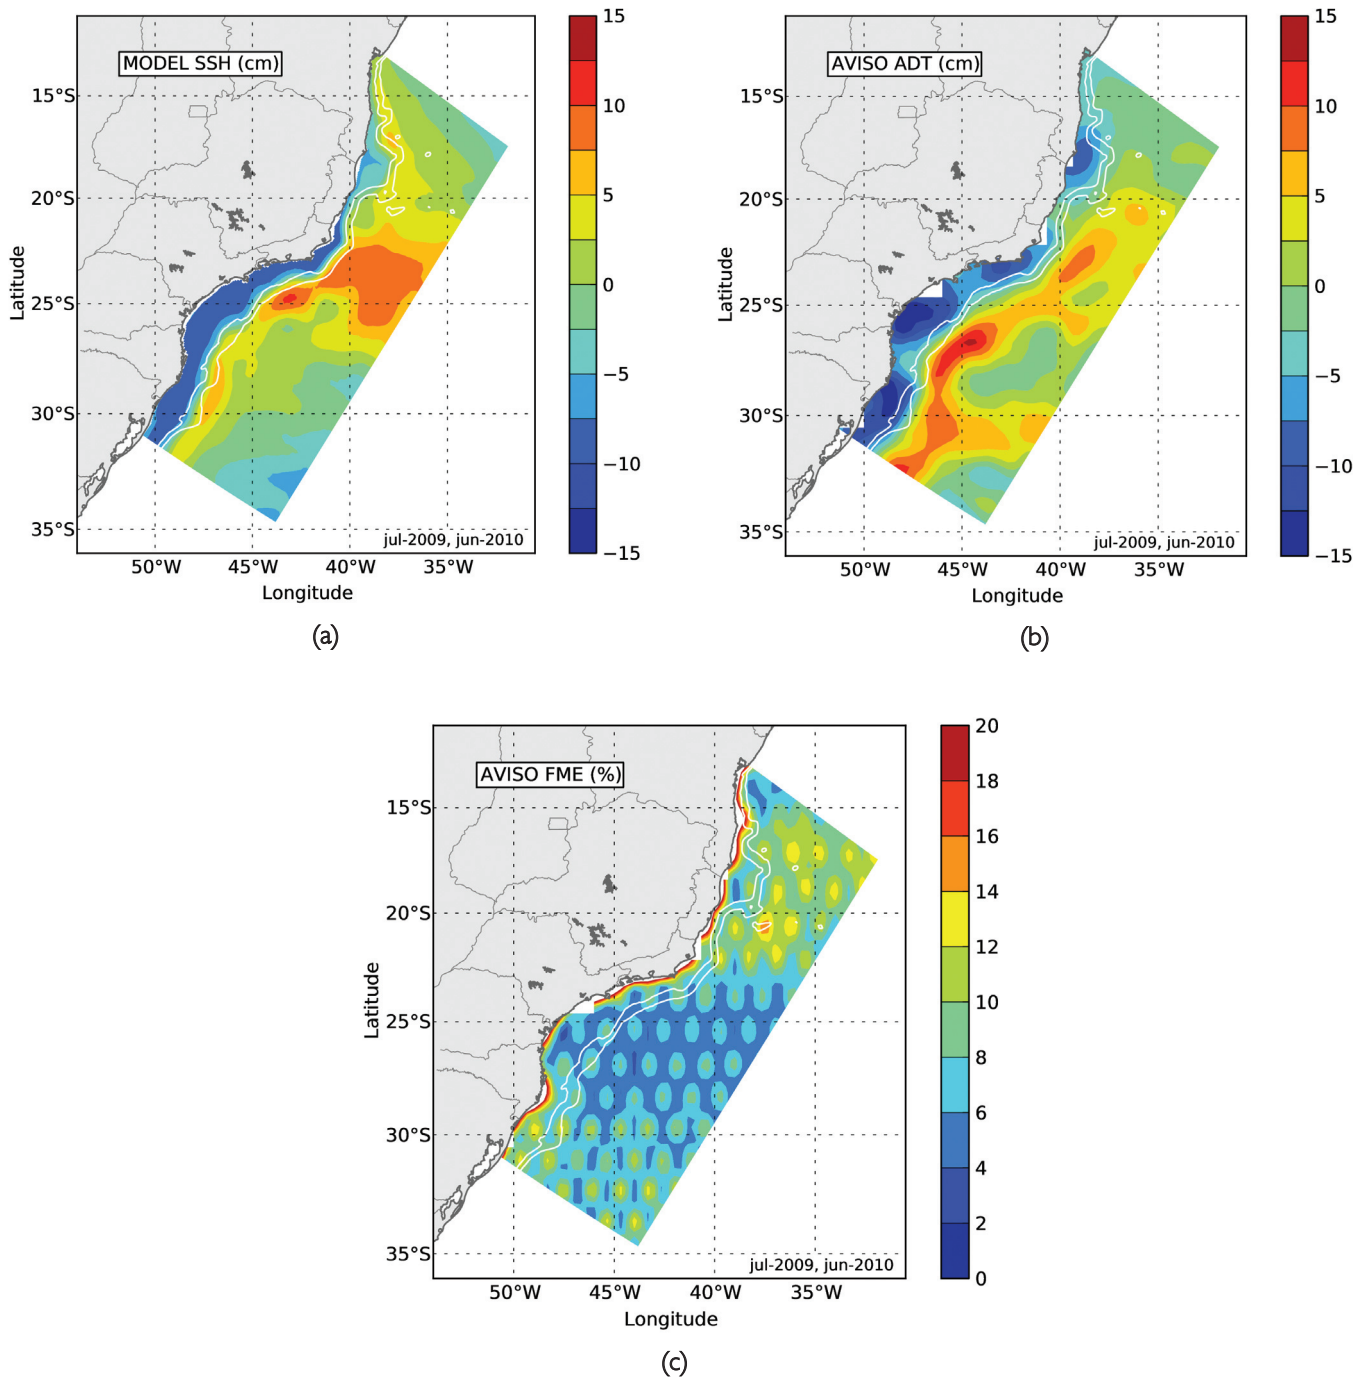 MODEL SSH (cm)
15°S
20°S
25°S
30°S
35°S
Latitude
50°W 45°W 40°W 35°W
Longitude
jul-2009, jun-2010
15
10
5
0
−5
−10
−15
(a)
AVISO ADT (cm)
15°S
20°S
25°S
30°S
35°S
Latitude
50°W 45°W 40°W 35°W
Longitude
jul-2009, jun-2010
15
10
5
0
−5
−10
−15
(b)
AVISO FME (%)
15°S
20°S
25°S
30°S
35°S
Latitude
50°W 45°W 40°W 35°W
Longitude
jul-2009, jun-2010
20
18
16
14
12
10
8
6
4
2
0
(c)